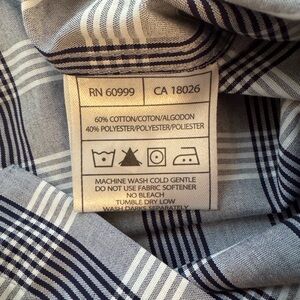 RN 60999 CA 18026
60% COTTON/COTON/ALGODON
40% POLYESTER/POLYESTER/POLIESTER
MACHINE WASH COLD GENTLE
DO NOT USE FABRIC SOFTENER
NO BLEACH
TUMBLE DRY LOW
WASH DARKS SEPARATELY